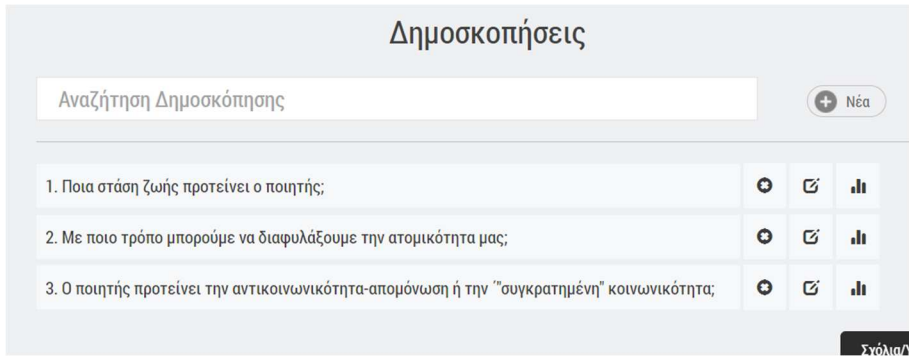 Δημοσκοπήσεις
Αναζήτηση Δημοσκόπησης
Νέα
1. Ποια στάση ζωής προτείνει ο ποιητής;
2. Με ποιο τρόπο μπορούμε να διαφυλάξουμε την ατομικότητα μας;
3. Ο ποιητής προτείνει την αντικοινωνικότητα-απομόνωση ή την ΄"συγκρατημένη" κοινωνικότητα;
Σχόλια/